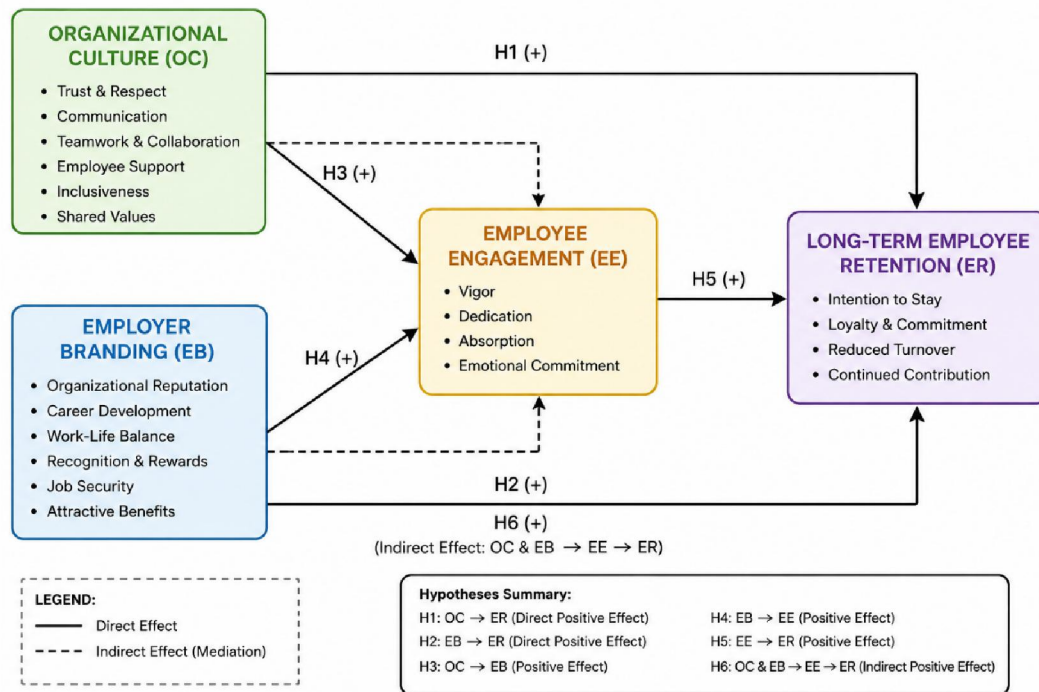 ORGANIZATIONAL
CULTURE (OC)
• Trust & Respect
• Communication
• Teamwork & Collaboration
• Employee Support
• Inclusiveness
• Shared Values
H1 (+)
H3 (+)
EMPLOYEE
ENGAGEMENT (EE)
• Vigor
• Dedication
• Absorption
• Emotional Commitment
H5 (+)
LONG-TERM EMPLOYEE
RETENTION (ER)
• Intention to Stay
• Loyalty & Commitment
• Reduced Turnover
• Continued Contribution
EMPLOYER
BRANDING (EB)
• Organizational Reputation
• Career Development
• Work-Life Balance
• Recognition & Rewards
• Job Security
• Attractive Benefits
H4 (+)
H2 (+)
H6 (+)
(Indirect Effect: OC & EB → EE → ER)
LEGEND:
Direct Effect
Indirect Effect (Mediation)
Hypotheses Summary:
H1: OC → ER (Direct Positive Effect)
H2: EB → ER (Direct Positive Effect)
H3: OC → EB (Positive Effect)
H4: EB → EE (Positive Effect)
H5: EE → ER (Positive Effect)
H6: OC & EB → EE → ER (Indirect Positive Effect)